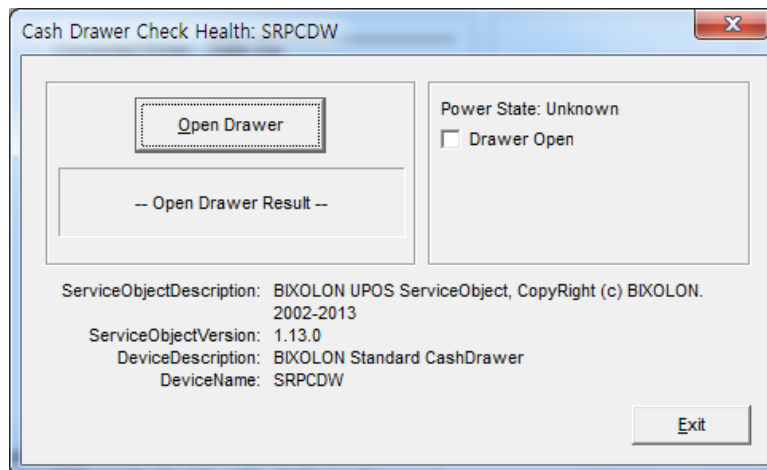 Cash Drawer Check Health: SRPCDW
Open Drawer
-- Open Drawer Result --
Power State: Unknown
Drawer Open
ServiceObjectDescription: BIXOLON UPOS ServiceObject, CopyRight (c) BIXOLON.
2002-2013
ServiceObjectVersion: 1.13.0
DeviceDescription: BIXOLON Standard CashDrawer
DeviceName: SRPCDW
Exit